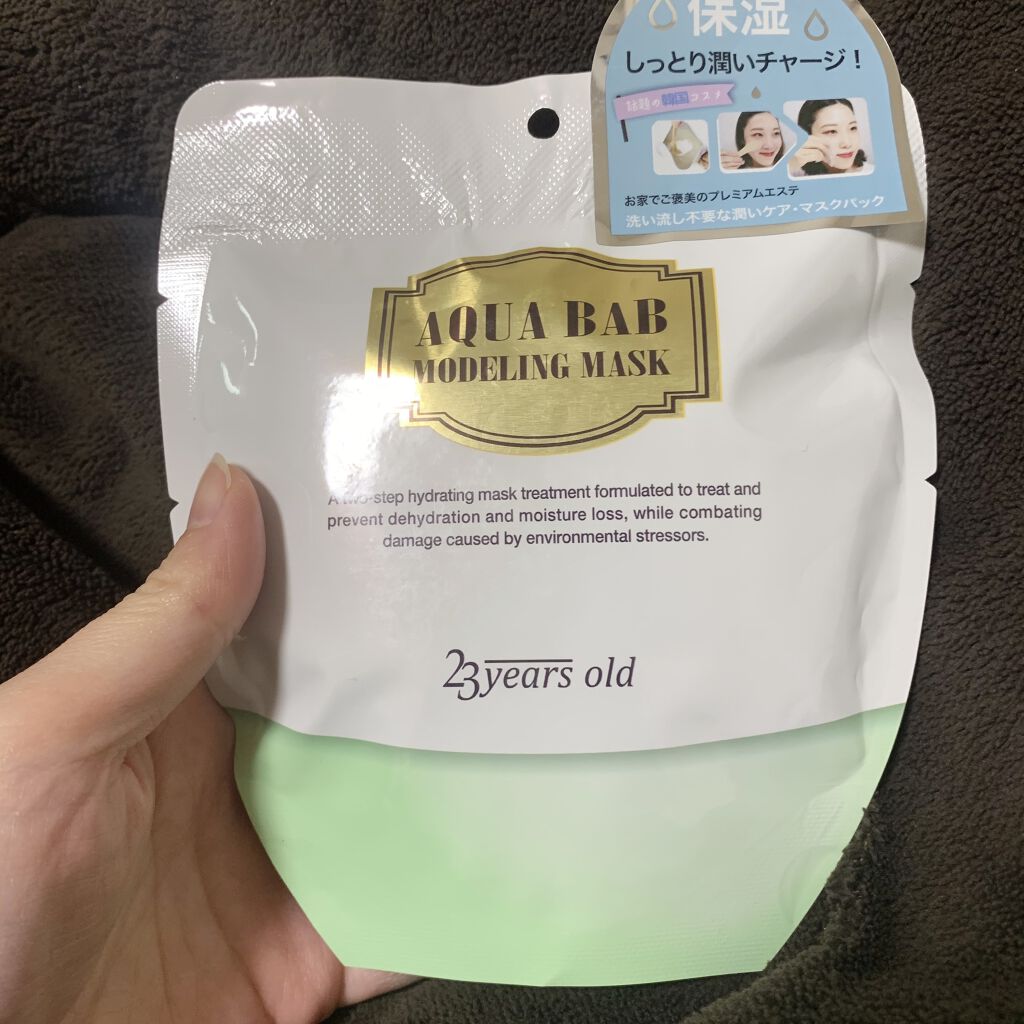 保湿
しっとり潤いチャージ！
話題の韓国コスメ
お家でご褒美のプレミアムエステ
洗い流し不要な潤いケア・マスクパック
AQUA BAB
MODELING MASK
A two-step hydrating mask treatment formulated to treat and
prevent dehydration and moisture loss, while combating
damage caused by environmental stressors.
23 years old